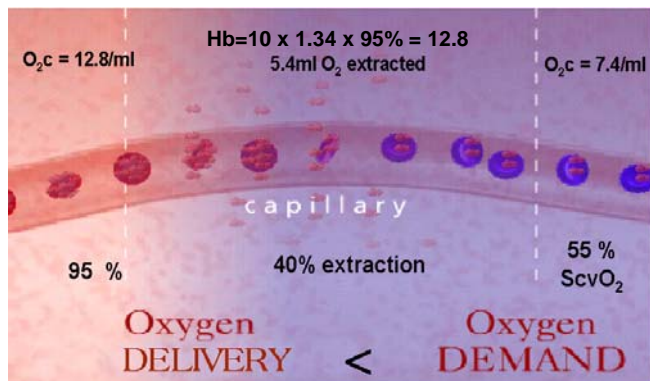 Hb=10 x 1.34 x 95% = 12.8
O₂c = 12.8/ml
5.4ml O₂ extracted
O₂c = 7.4/ml
capillary
95 %
40% extraction
55 %
ScvO₂
Oxygen
DELIVERY
<
Oxygen
DEMAND